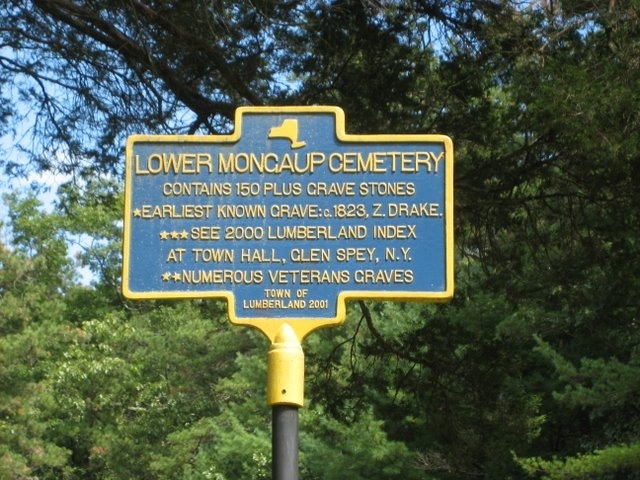 LOWER MONGAUP CEMETERY
CONTAINS 150 PLUS GRAVE STONES
★EARLIEST KNOWN GRAVE: c. 1823, Z. DRAKE.
★★★SEE 2000 LUMBERLAND INDEX
AT TOWN HALL, GLEN SPEY, N.Y.
★★NUMEROUS VETERANS GRAVES
TOWN OF
LUMBERLAND 2001